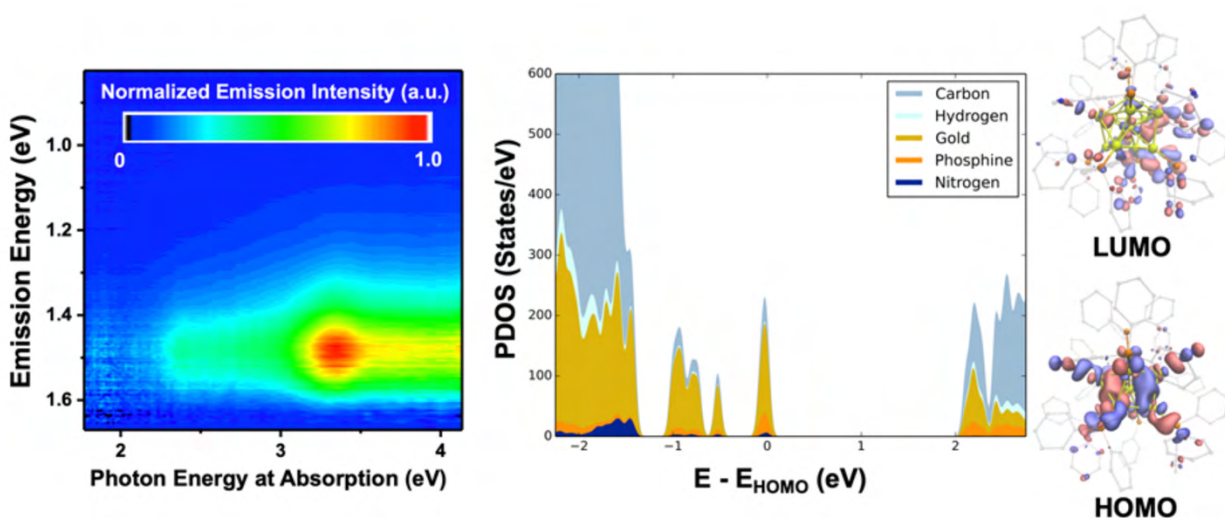 Normalized Emission Intensity (a.u.)
0
1.0
Emission Energy (eV)
1.0
1.2
1.4
1.6
2
3
4
Photon Energy at Absorption (eV)
PDOS (States/eV)
600
500
400
300
200
100
0
−2
−1
0
1
2
E - E_HOMO (eV)
Carbon
Hydrogen
Gold
Phosphine
Nitrogen
LUMO
HOMO